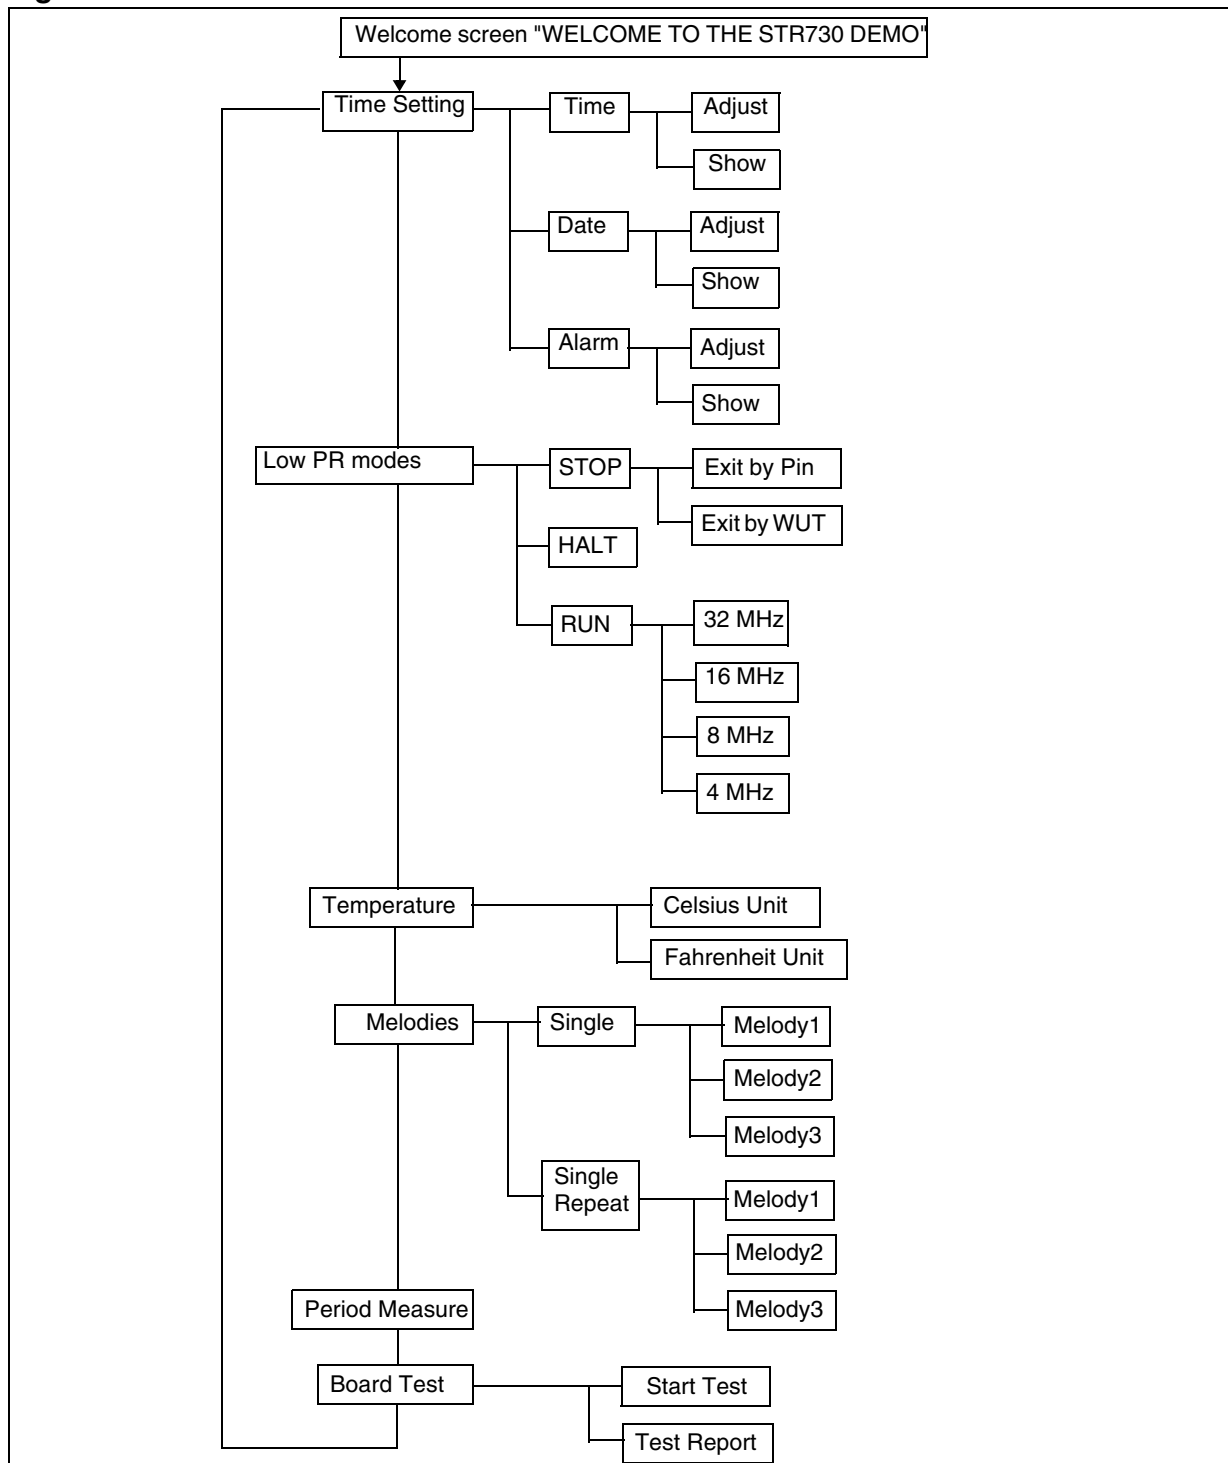 Welcome screen "WELCOME TO THE STR730 DEMO"
Time Setting
Time
Adjust
Show
Date
Adjust
Show
Alarm
Adjust
Show
Low PR modes
STOP
Exit by Pin
Exit by WUT
HALT
RUN
32 MHz
16 MHz
8 MHz
4 MHz
Temperature
Celsius Unit
Fahrenheit Unit
Melodies
Single
Melody1
Melody2
Melody3
Single
Repeat
Melody1
Melody2
Melody3
Period Measure
Board Test
Start Test
Test Report